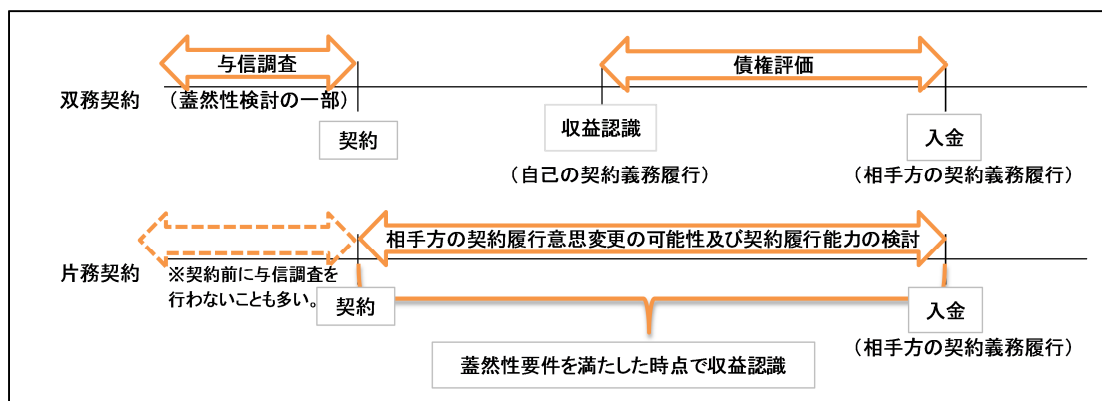 与信調査
債権評価
双務契約
(蓋然性検討の一部)
契約
収益認識
入金
(自己の契約義務履行)
(相手方の契約義務履行)
相手方の契約履行意思変更の可能性及び契約履行能力の検討
片務契約
※契約前に与信調査を
行わないことも多い。
契約
入金
(相手方の契約義務履行)
蓋然性要件を満たした時点で収益認識